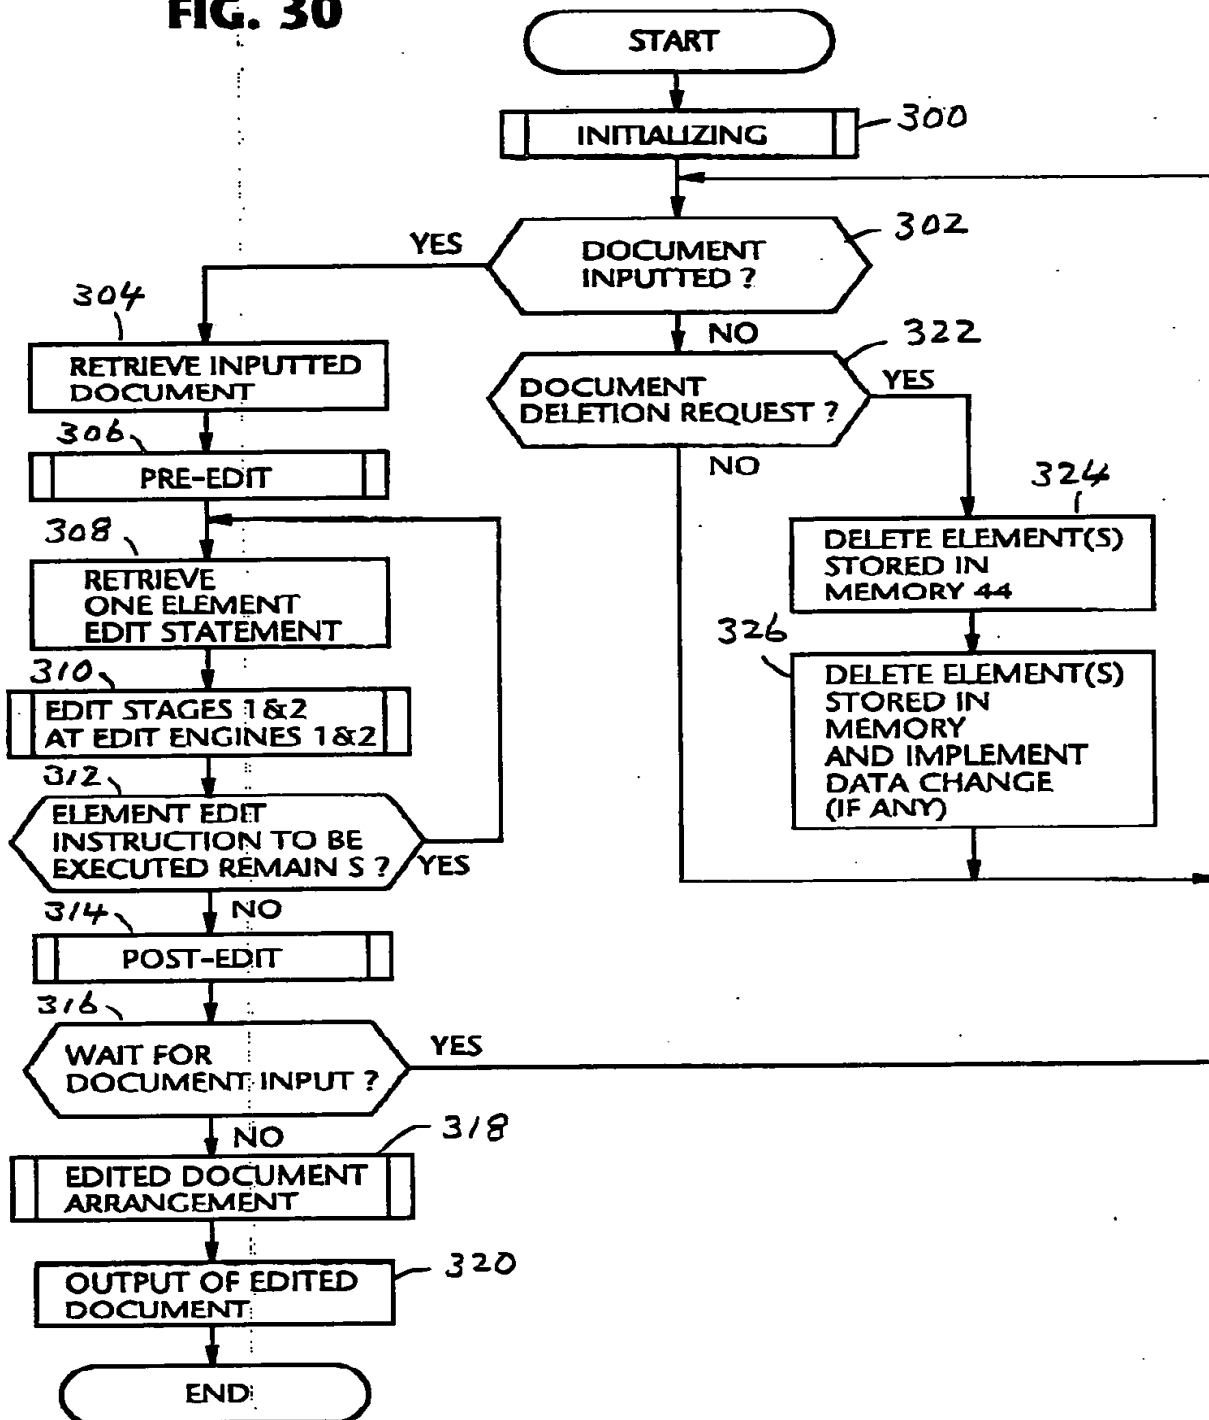 FIG. 30
START
INITIALIZING
300
DOCUMENT
INPUTTED ?
302
YES
NO
304
RETRIEVE INPUTTED
DOCUMENT
306
PRE-EDIT
308
RETRIEVE
ONE ELEMENT
EDIT STATEMENT
310
EDIT STAGES 1&2
AT EDIT ENGINES 1&2
312
ELEMENT EDIT
INSTRUCTION TO BE
EXECUTED REMAIN S ?
YES
NO
314
POST-EDIT
316
WAIT FOR
DOCUMENT INPUT ?
YES
NO
318
EDITED DOCUMENT
ARRANGEMENT
320
OUTPUT OF EDITED
DOCUMENT
END
322
DOCUMENT
DELETION REQUEST ?
YES
NO
324
DELETE ELEMENT(S)
STORED IN
MEMORY 44
326
DELETE ELEMENT(S)
STORED IN
MEMORY
AND IMPLEMENT
DATA CHANGE
(IF ANY)